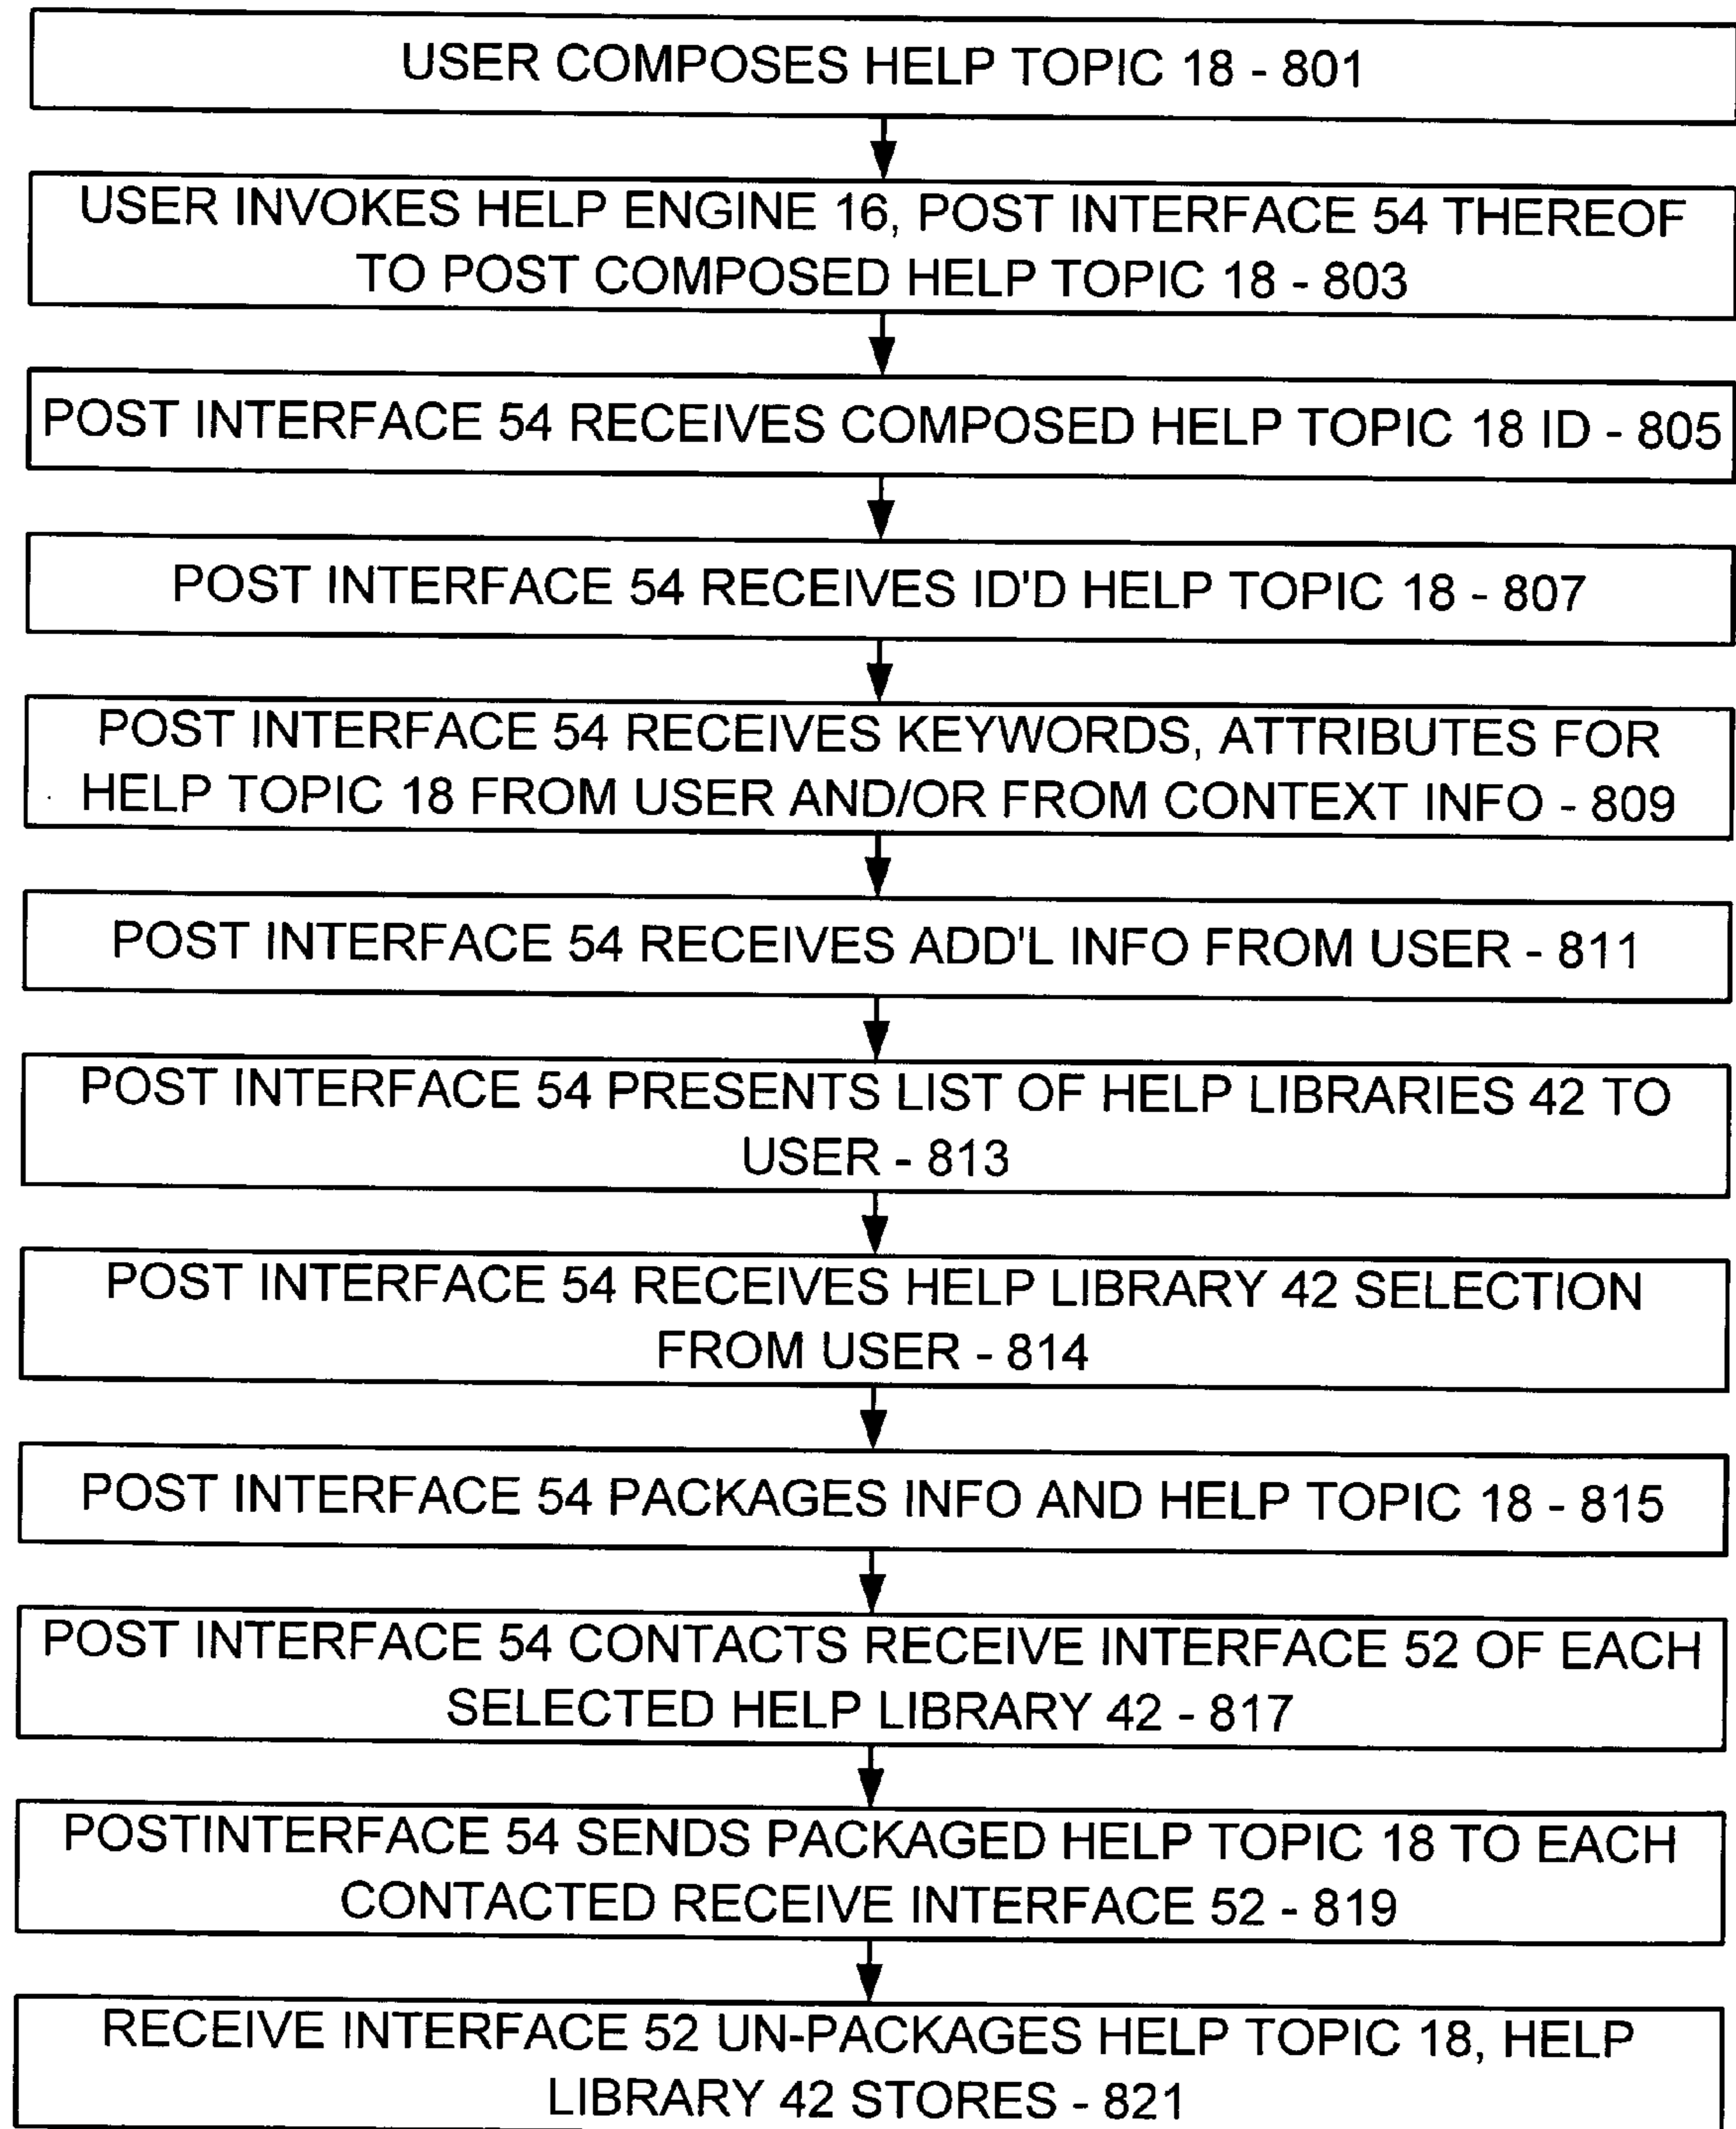 USER COMPOSES HELP TOPIC 18 - 801
USER INVOKES HELP ENGINE 16, POST INTERFACE 54 THEREOF
TO POST COMPOSED HELP TOPIC 18 - 803
POST INTERFACE 54 RECEIVES COMPOSED HELP TOPIC 18 ID - 805
POST INTERFACE 54 RECEIVES ID'D HELP TOPIC 18 - 807
POST INTERFACE 54 RECEIVES KEYWORDS, ATTRIBUTES FOR
HELP TOPIC 18 FROM USER AND/OR FROM CONTEXT INFO - 809
POST INTERFACE 54 RECEIVES ADD'L INFO FROM USER - 811
POST INTERFACE 54 PRESENTS LIST OF HELP LIBRARIES 42 TO
USER - 813
POST INTERFACE 54 RECEIVES HELP LIBRARY 42 SELECTION
FROM USER - 814
POST INTERFACE 54 PACKAGES INFO AND HELP TOPIC 18 - 815
POST INTERFACE 54 CONTACTS RECEIVE INTERFACE 52 OF EACH
SELECTED HELP LIBRARY 42 - 817
POSTINTERFACE 54 SENDS PACKAGED HELP TOPIC 18 TO EACH
CONTACTED RECEIVE INTERFACE 52 - 819
RECEIVE INTERFACE 52 UN-PACKAGES HELP TOPIC 18, HELP
LIBRARY 42 STORES - 821